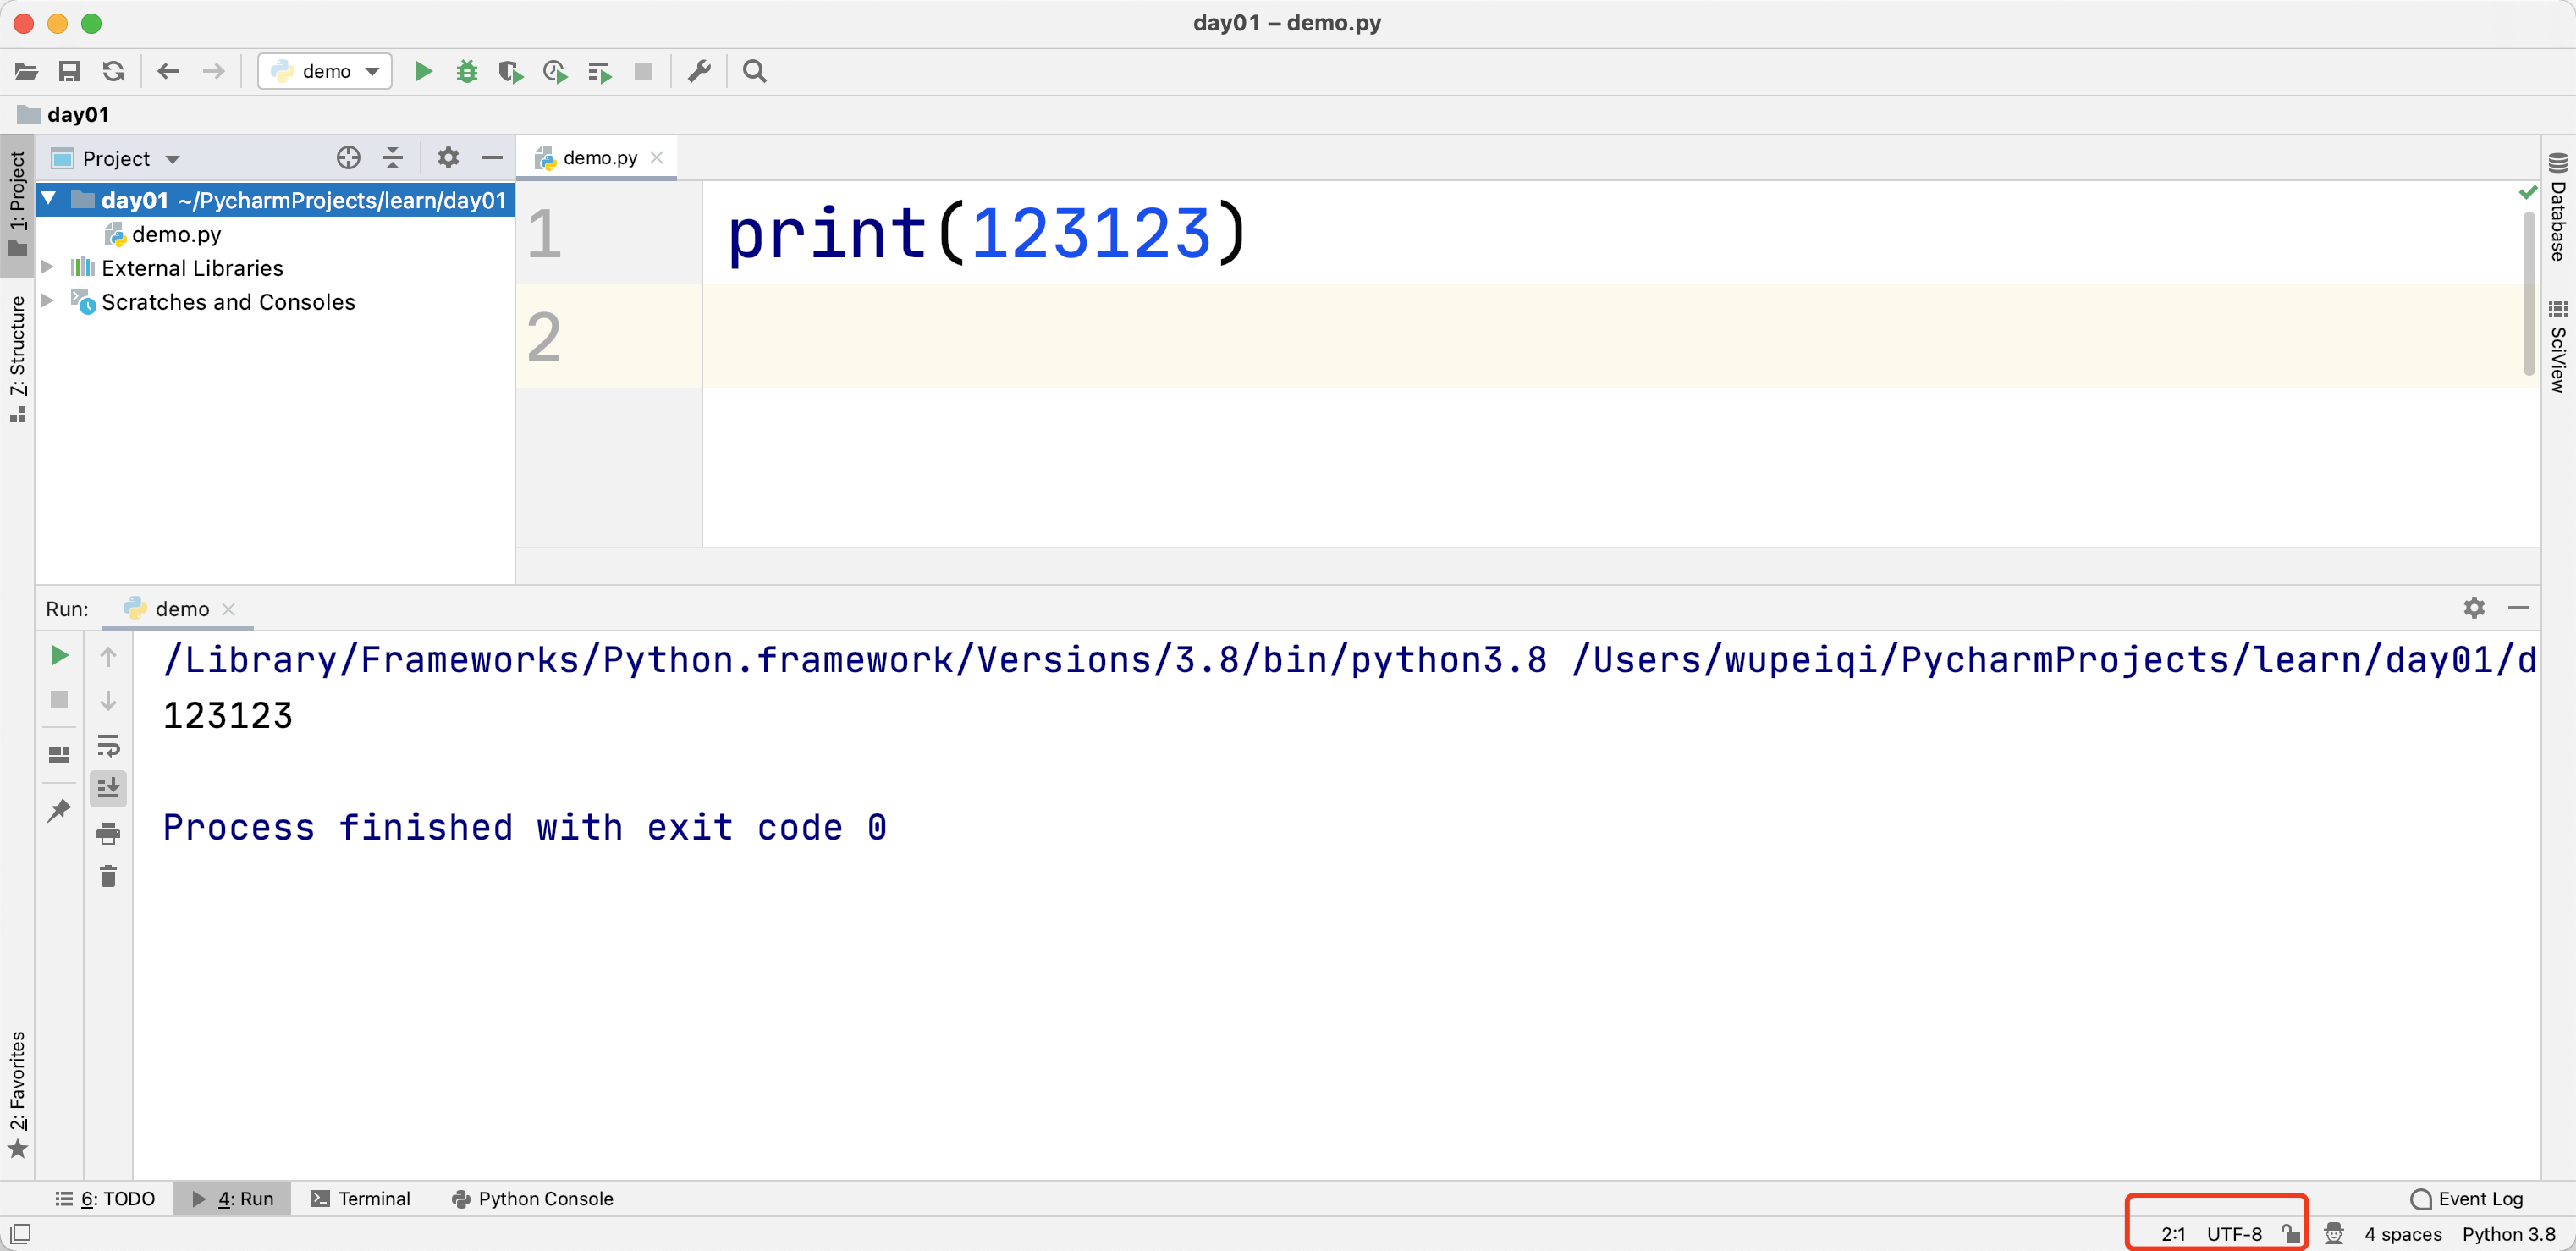 day01 – demo.py
demo
day01
1: Project
Project
demo.py
day01 ~/PycharmProjects/learn/day01
demo.py
External Libraries
Scratches and Consoles
7: Structure
1 print(123123)
2
Database
SciView
Run: demo
/Library/Frameworks/Python.framework/Versions/3.8/bin/python3.8 /Users/wupeiqi/PycharmProjects/learn/day01/d
123123
Process finished with exit code 0
2: Favorites
6: TODO
4: Run
Terminal
Python Console
Event Log
2:1 UTF-8 4 spaces Python 3.8